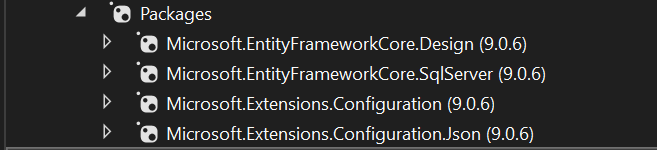 Packages
Microsoft.EntityFrameworkCore.Design (9.0.6)
Microsoft.EntityFrameworkCore.SqlServer (9.0.6)
Microsoft.Extensions.Configuration (9.0.6)
Microsoft.Extensions.Configuration.Json (9.0.6)